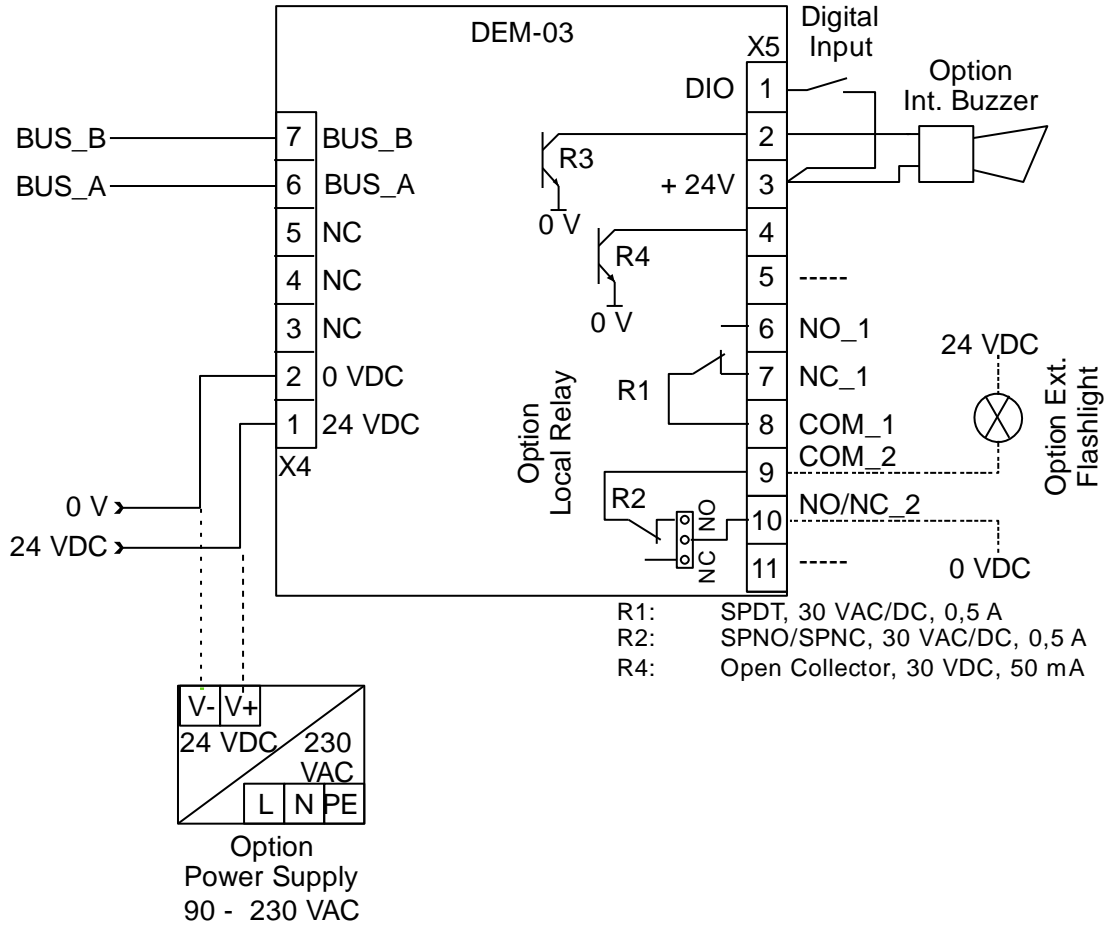 DEM-03
X5
Digital
Input
DIO
1
Option
Int. Buzzer
BUS_B
7
BUS_B
BUS_A
6
BUS_A
5
NC
4
NC
3
NC
2
0 VDC
1
24 VDC
X4
0 V
24 VDC
R3
0 V
R4
0 V
2
+ 24V
3
4
5
-----
6
NO_1
R1
7
NC_1
8
COM_1
9
COM_2
R2
NO
NC
10
NO/NC_2
11
-----
Option
Local Relay
24 VDC
Option Ext.
Flashlight
0 VDC
R1: SPDT, 30 VAC/DC, 0,5 A
R2: SPNO/SPNC, 30 VAC/DC, 0,5 A
R4: Open Collector, 30 VDC, 50 mA
V- V+
24 VDC
230
VAC
L N PE
Option
Power Supply
90 - 230 VAC